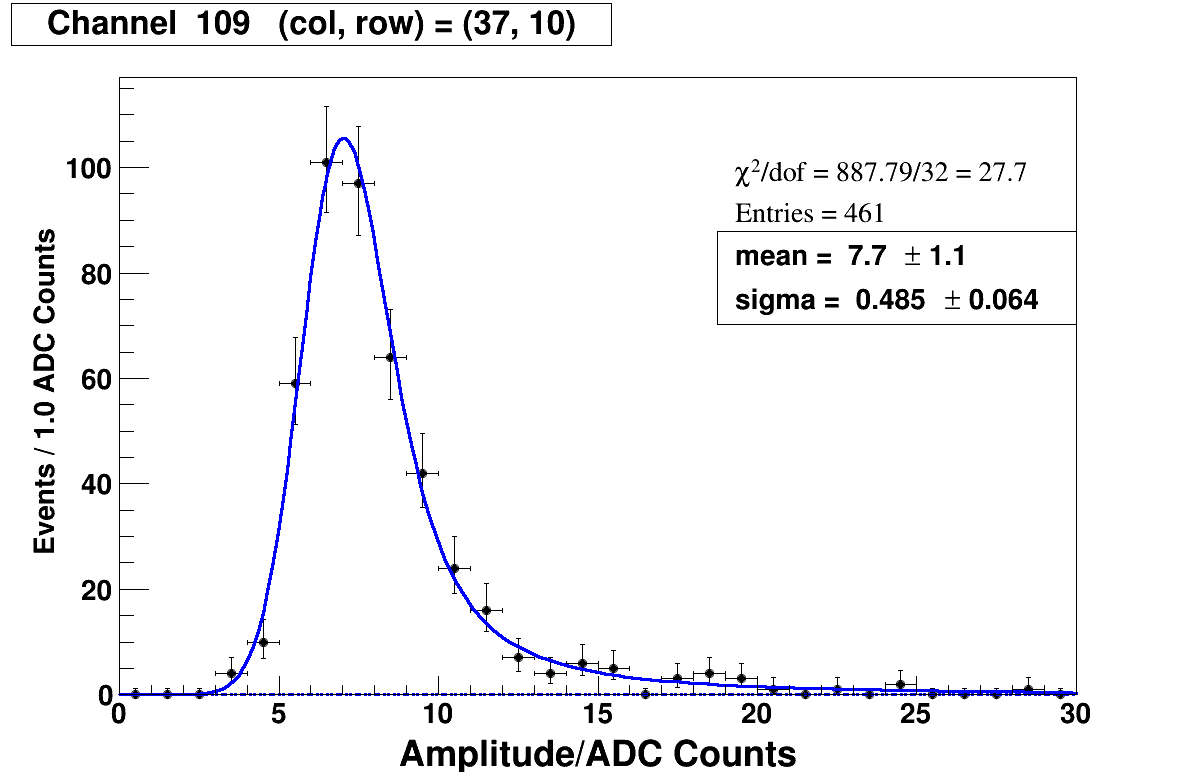 Channel 109 (col, row) = (37, 10)
χ²/dof = 887.79/32 = 27.7
Entries = 461
mean = 7.7 ± 1.1
sigma = 0.485 ± 0.064
Events / 1.0 ADC Counts
100
80
60
40
20
0
0 5 10 15 20 25 30
Amplitude/ADC Counts